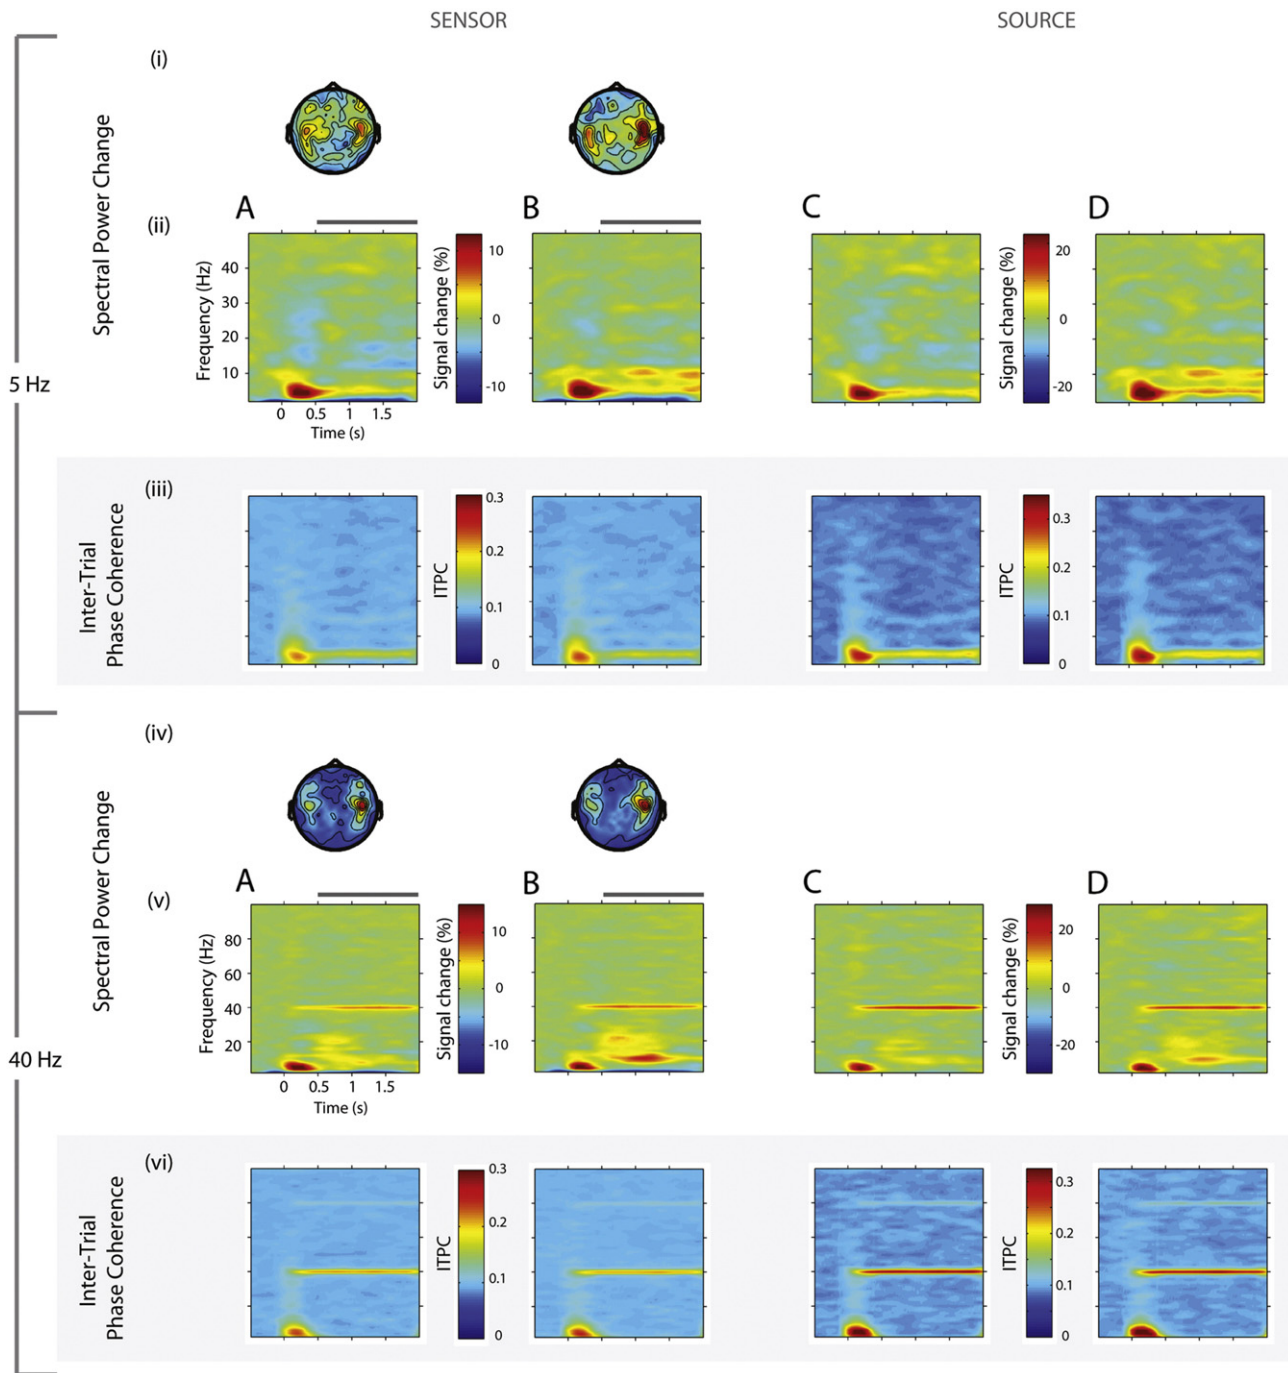 SENSOR SOURCE
5 Hz
Spectral Power Change
(i)
A B C D
(ii)
Frequency (Hz)
40
30
20
10
0 0.5 1 1.5
Time (s)
Signal change (%)
10
0
-10
Signal change (%)
20
0
-20
Inter-Trial
Phase Coherence
(iii)
ITPC
0.3
0.2
0.1
0
ITPC
0.3
0.2
0.1
0
40 Hz
Spectral Power Change
(iv)
A B C D
(v)
Frequency (Hz)
80
60
40
20
0 0.5 1 1.5
Time (s)
Signal change (%)
10
0
-10
Signal change (%)
20
0
-20
Inter-Trial
Phase Coherence
(vi)
ITPC
0.3
0.2
0.1
0
ITPC
0.3
0.2
0.1
0